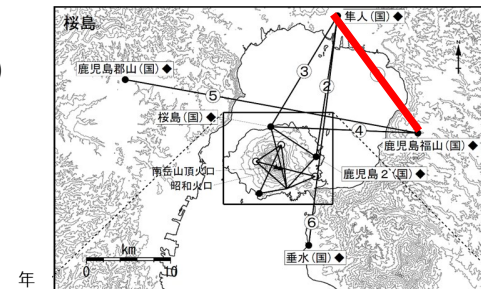 桜島
隼人(国)◆
鹿児島郡山(国)◆
③
②
⑤
桜島(国)◆
④
鹿児島福山(国)◆
南岳山頂火口
昭和火口
鹿児島2(国)◆
⑥
km
0 10
垂水(国)◆
年